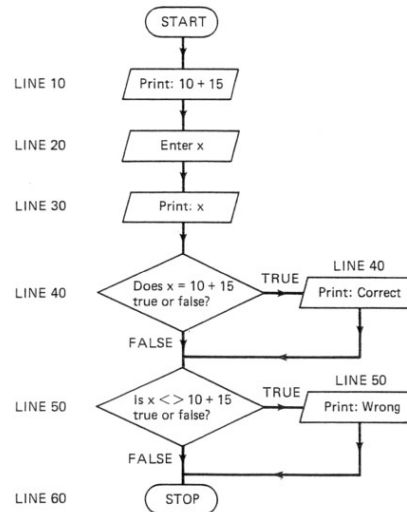 START
LINE 10
Print: 10 + 15
LINE 20
Enter x
LINE 30
Print: x
LINE 40
Does x = 10 + 15
true or false?
TRUE
LINE 40
Print: Correct
FALSE
LINE 50
Is x <> 10 + 15
true or false?
TRUE
LINE 50
Print: Wrong
FALSE
LINE 60
STOP